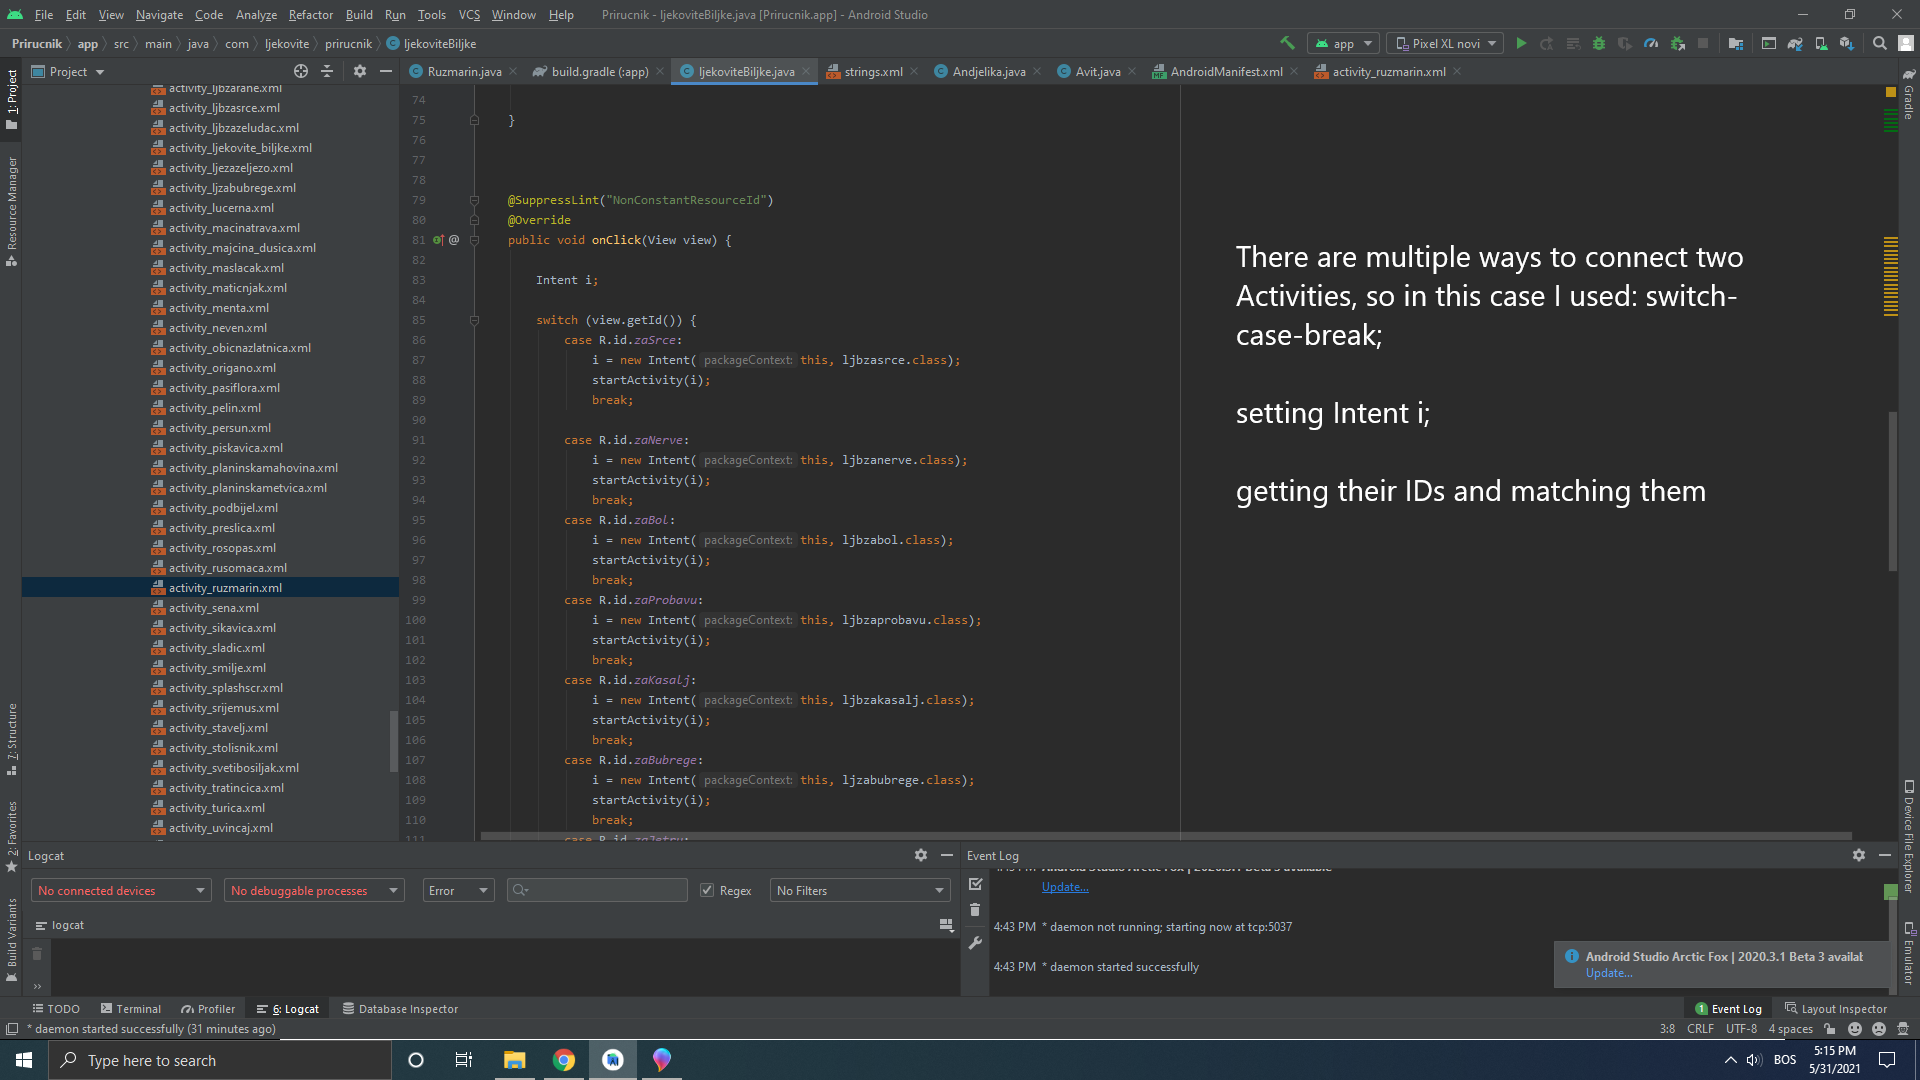 File Edit View Navigate Code Analyze Refactor Build Run Tools VCS Window Help Prirucnik - ljekoviteBiljke.java [Prirucnik.app] - Android Studio
Prirucnik app src main java com ljekovite prirucnik ljekoviteBiljke app Pixel XL novi
Project Ruzmarin.java build.gradle (:app) ljekoviteBiljke.java strings.xml Andjelika.java Avit.java AndroidManifest.xml activity_ruzmarin.xml
1: Project
Resource Manager
7: Structure
2: Favorites
Build Variants
activity_ljbzarane.xml
activity_ljbzasrce.xml
activity_ljbzazeludac.xml
activity_ljekovite_biljke.xml
activity_ljezazeljezo.xml
activity_ljzabubrege.xml
activity_lucerna.xml
activity_macinatrava.xml
activity_majcina_dusica.xml
activity_maslacak.xml
activity_maticnjak.xml
activity_menta.xml
activity_neven.xml
activity_obicnazlatnica.xml
activity_origano.xml
activity_pasiflora.xml
activity_pelin.xml
activity_persun.xml
activity_piskavica.xml
activity_planinskamahovina.xml
activity_planinskametvica.xml
activity_podbijel.xml
activity_preslica.xml
activity_rosopas.xml
activity_rusomaca.xml
activity_ruzmarin.xml
activity_sena.xml
activity_sikavica.xml
activity_sladic.xml
activity_smilje.xml
activity_splashscr.xml
activity_srijemus.xml
activity_stavelj.xml
activity_stolisnik.xml
activity_svetibosiljak.xml
activity_tratincica.xml
activity_turica.xml
activity_uvincaj.xml
74
75 }
76
77
78
79 @SuppressLint("NonConstantResourceId")
80 @Override
81 @ public void onClick(View view) {
82
83 Intent i;
84
85 switch (view.getId()) {
86 case R.id.zaSrce:
87 i = new Intent( packageContext: this, ljbzasrce.class);
88 startActivity(i);
89 break;
90
91 case R.id.zaNerve:
92 i = new Intent( packageContext: this, ljbzanerve.class);
93 startActivity(i);
94 break;
95 case R.id.zaBol:
96 i = new Intent( packageContext: this, ljbzabol.class);
97 startActivity(i);
98 break;
99 case R.id.zaProbavu:
100 i = new Intent( packageContext: this, ljbzaprobavu.class);
101 startActivity(i);
102 break;
103 case R.id.zaKasalj:
104 i = new Intent( packageContext: this, ljbzakasalj.class);
105 startActivity(i);
106 break;
107 case R.id.zaBubrege:
108 i = new Intent( packageContext: this, ljzabubrege.class);
109 startActivity(i);
110 break;
111 case R.id.zaJetru:
There are multiple ways to connect two
Activities, so in this case I used: switch-
case-break;
setting Intent i;
getting their IDs and matching them
Gradle
Device File Explorer
Emulator
Logcat
No connected devices No debuggable processes Error Regex No Filters
logcat
Event Log
4:43 PM Android Studio Arctic Fox | 2020.3.1 Beta 3 available
Update...
4:43 PM * daemon not running; starting now at tcp:5037
4:43 PM * daemon started successfully
Android Studio Arctic Fox | 2020.3.1 Beta 3 availab
Update...
TODO Terminal Profiler 6: Logcat Database Inspector 1 Event Log Layout Inspector
* daemon started successfully (31 minutes ago) 3:8 CRLF UTF-8 4 spaces
Type here to search BOS 5:15 PM
5/31/2021